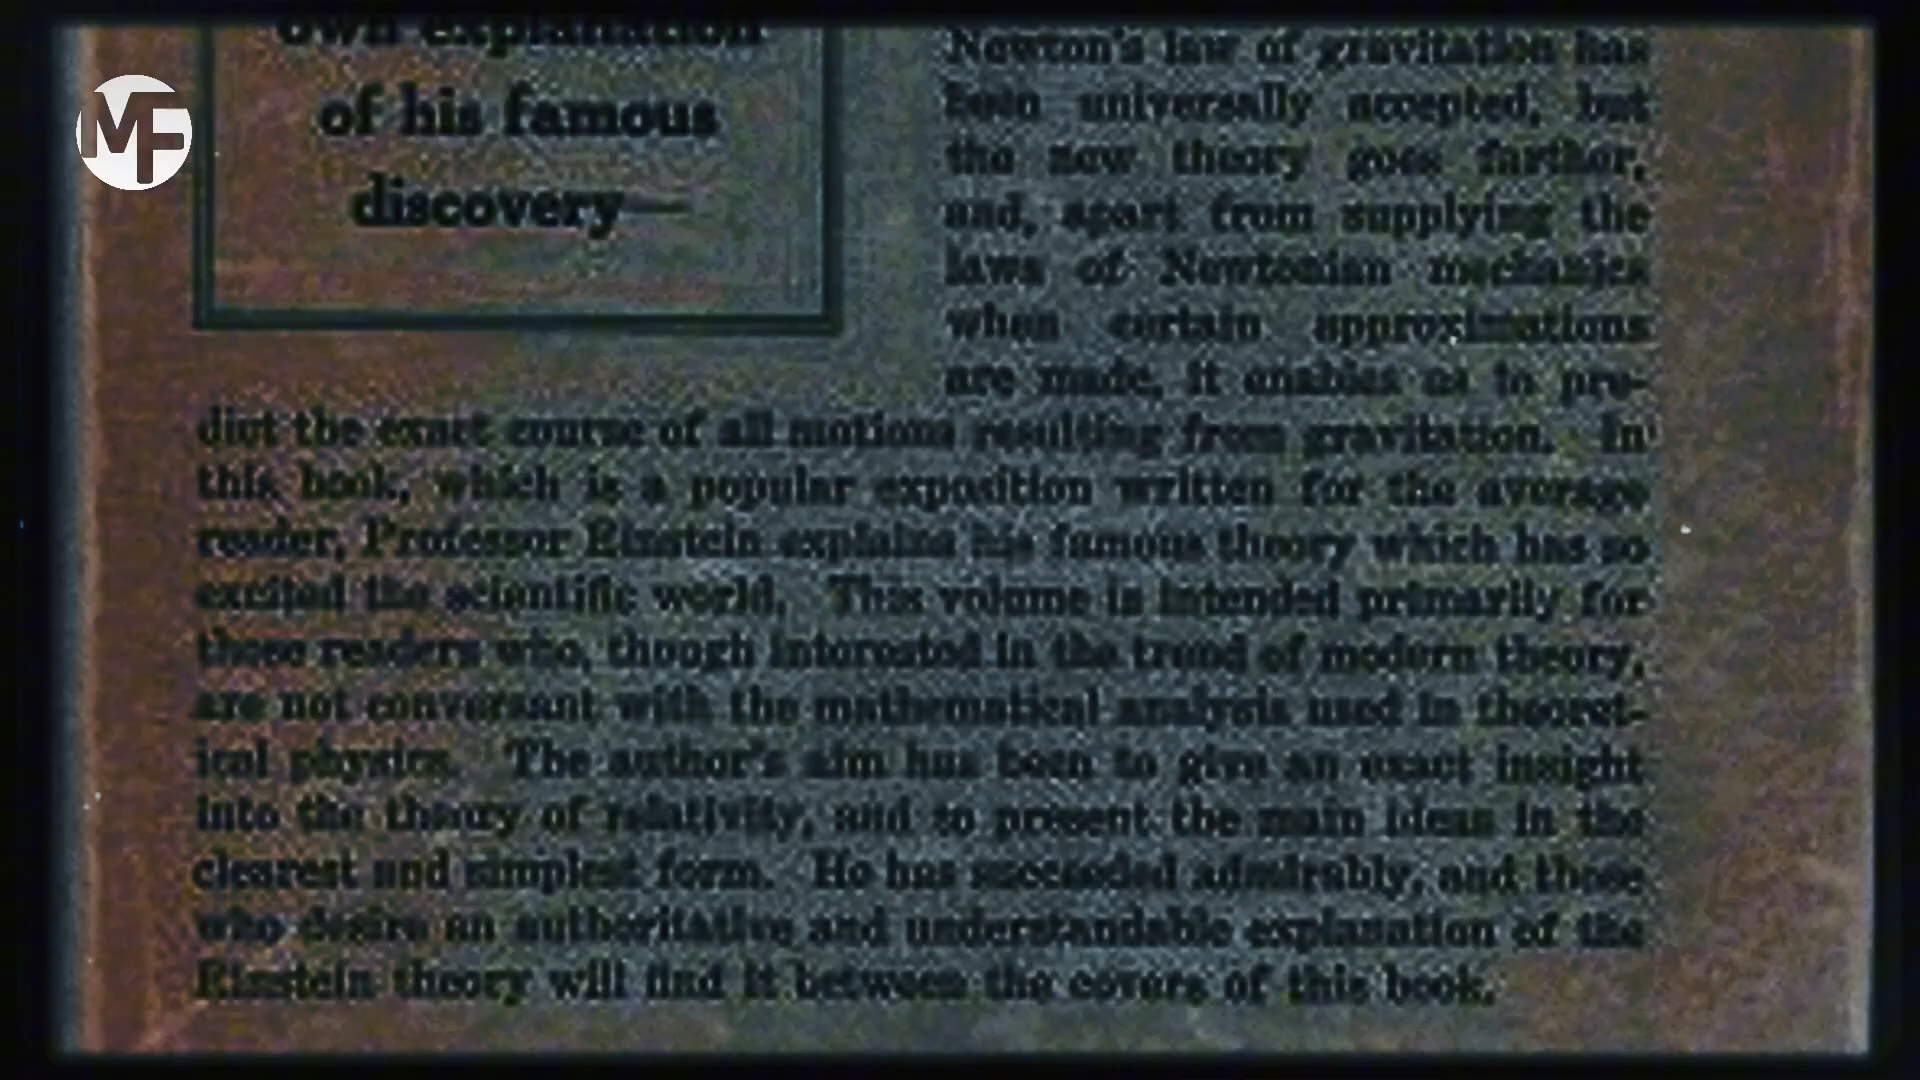 MF
own explanation
of his famous
discovery—
Newton's law of gravitation has
been universally accepted, but
the new theory goes farther,
and, apart from supplying the
laws of Newtonian mechanics
when certain approximations
are made, it enables us to pre-
dict the exact course of all motions resulting from gravitation. In
this book, which is a popular exposition written for the average
reader, Professor Einstein explains his famous theory which has so
excited the scientific world. This volume is intended primarily for
those readers who, though interested in the trend of modern theory,
are not conversant with the mathematical analysis used in theoret-
ical physics. The author's aim has been to give an exact insight
into the theory of relativity, and to present the main ideas in the
clearest and simplest form. He has succeeded admirably, and those
who desire an authoritative and understandable explanation of the
Einstein theory will find it between the covers of this book.